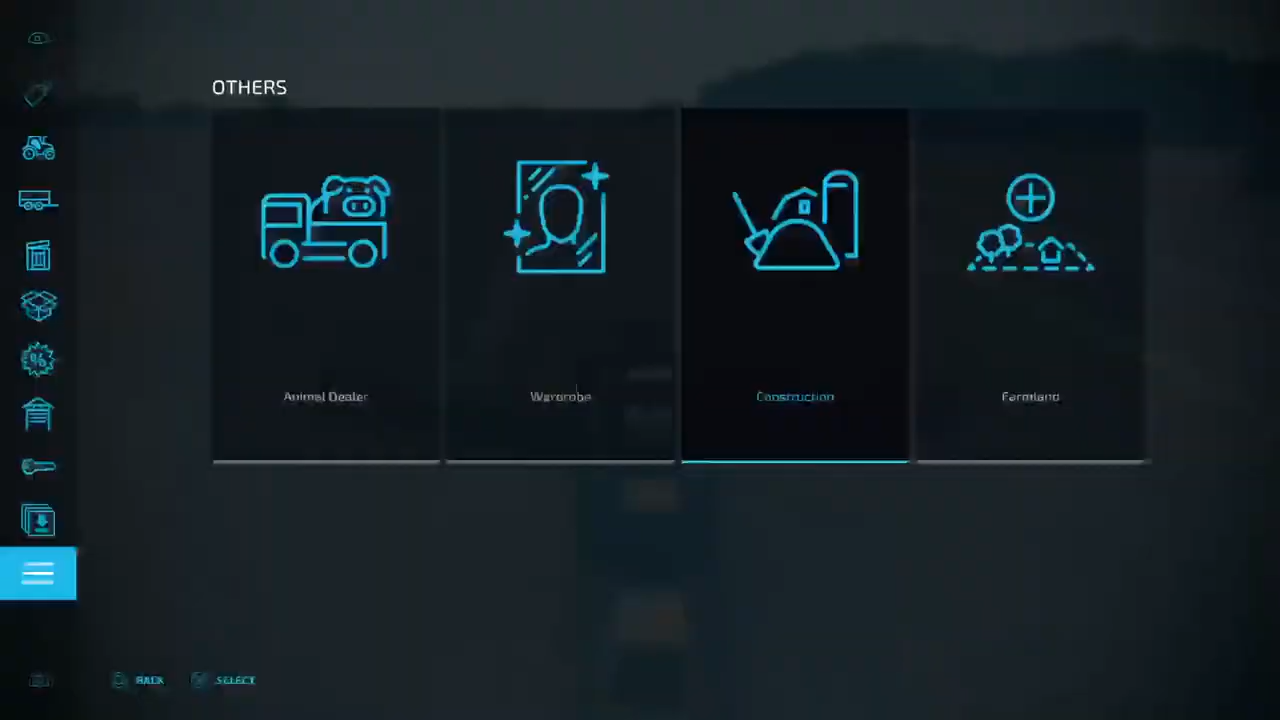 OTHERS
Animal Dealer
Wardrobe
Construction
Farmland
BACK
SELECT